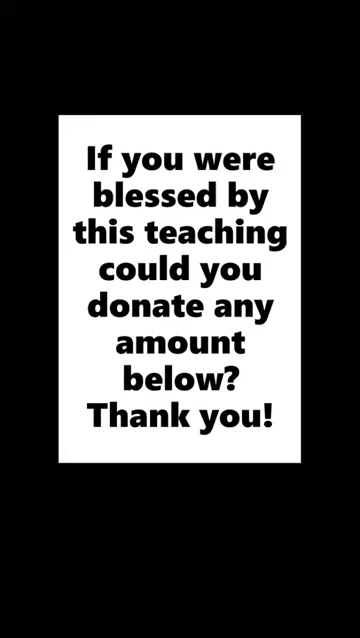 If you were
blessed by
this teaching
could you
donate any
amount
below?
Thank you!